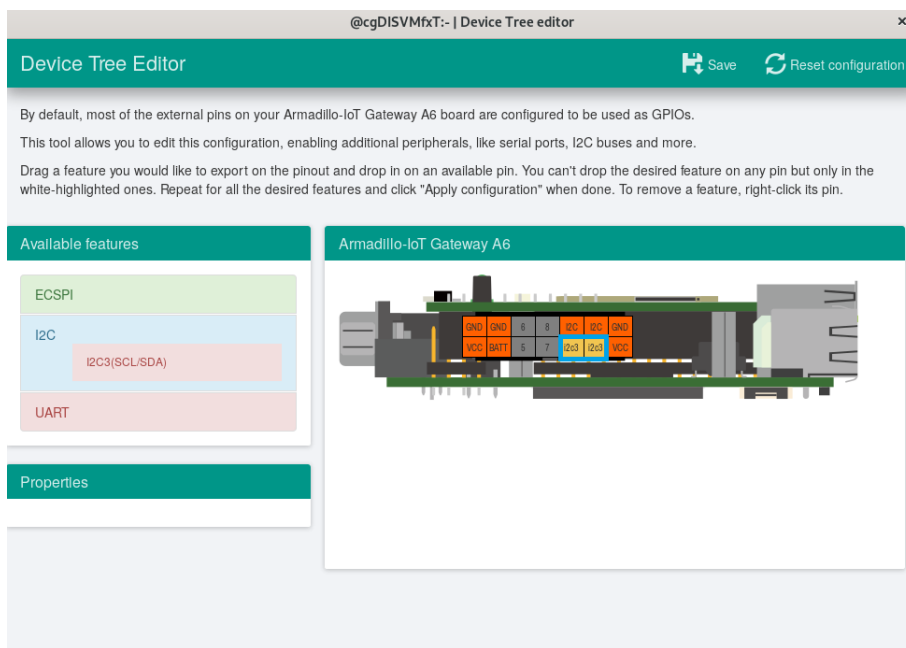 @cgDISVMfxT:- | Device Tree editor ×
Device Tree Editor
Save
Reset configuration
By default, most of the external pins on your Armadillo-IoT Gateway A6 board are configured to be used as GPIOs.
This tool allows you to edit this configuration, enabling additional peripherals, like serial ports, I2C buses and more.
Drag a feature you would like to export on the pinout and drop in on an available pin. You can't drop the desired feature on any pin but only in the
white-highlighted ones. Repeat for all the desired features and click "Apply configuration" when done. To remove a feature, right-click its pin.
Available features
ECSPI
I2C
I2C3(SCL/SDA)
UART
Properties
Armadillo-IoT Gateway A6
GND GND 6 8 I2C I2C GND
VCC BATT 5 7 i2c3 i2c3 VCC